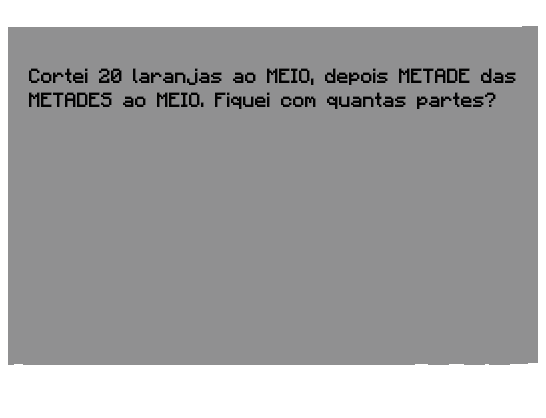 Cortei 20 laranjas ao MEIO, depois METADE das
METADES ao MEIO. Fiquei com quantas partes?